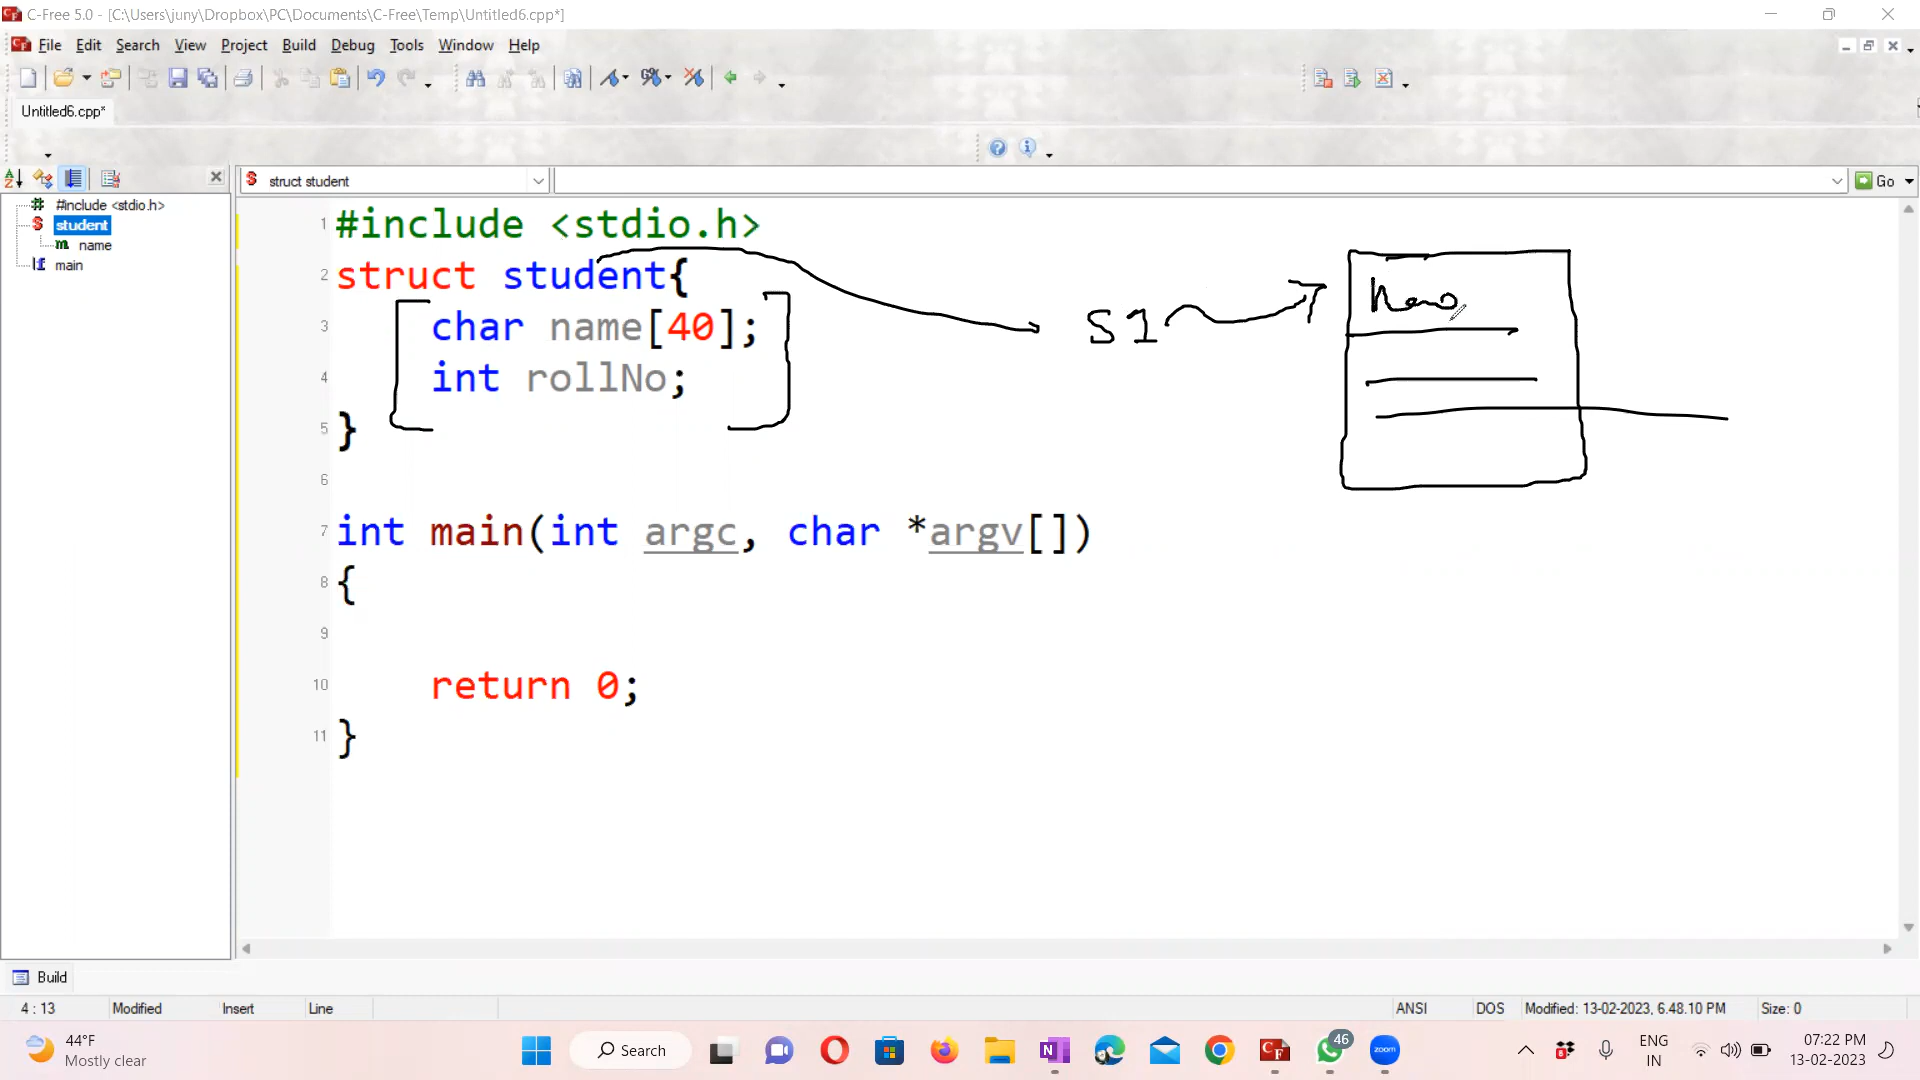 C-Free 5.0 - [C:\Users\juny\Dropbox\PC\Documents\C-Free\Temp\Untitled6.cpp*]
File Edit Search View Project Build Debug Tools Window Help
Untitled6.cpp*
struct student
Go
#include <stdio.h>
student
name
main
1 #include <stdio.h>
2 struct student{
3 char name[40];
4 int rollNo;
5 }
6
7 int main(int argc, char *argv[])
8 {
9
10 return 0;
11 }
S1
Build
4 : 13 Modified Insert Line ANSI DOS Modified: 13-02-2023, 6.48.10 PM Size: 0
44°F
Mostly clear
Search
46
zoom
ENG
IN
07:22 PM
13-02-2023